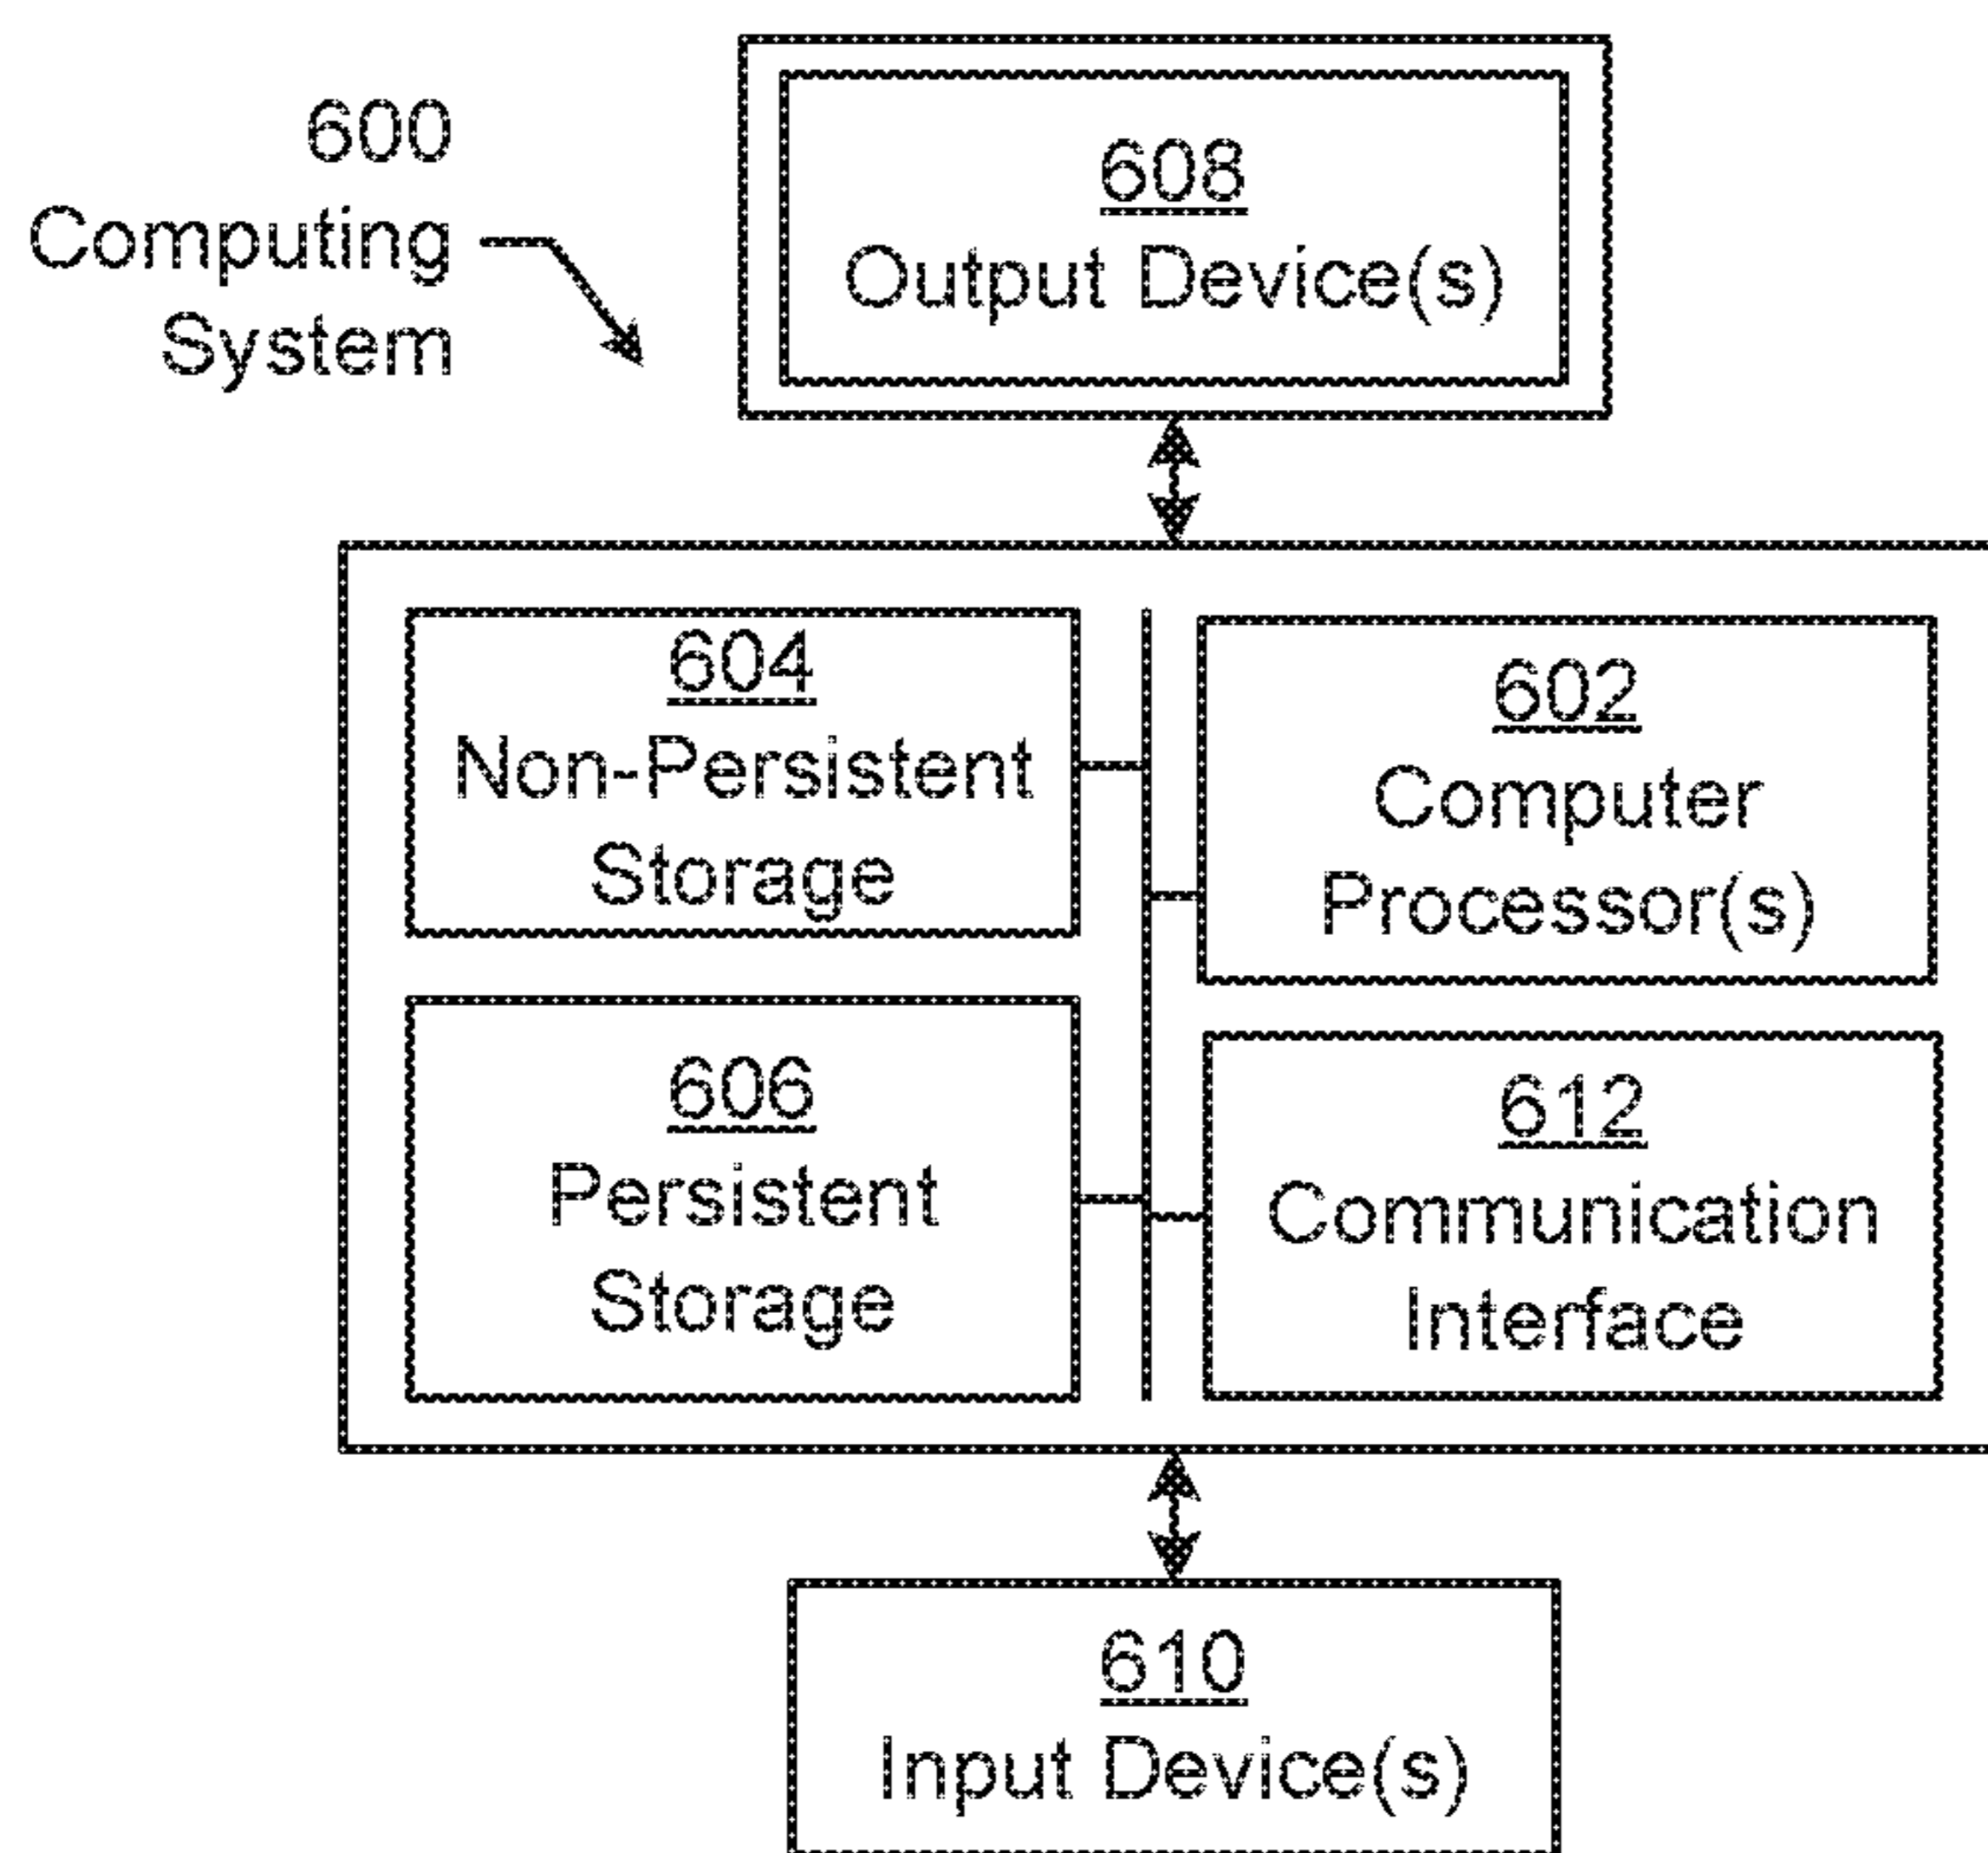 600
Computing
System
608
Output Device(s)
604
Non-Persistent
Storage
602
Computer
Processor(s)
606
Persistent
Storage
612
Communication
Interface
610
Input Device(s)